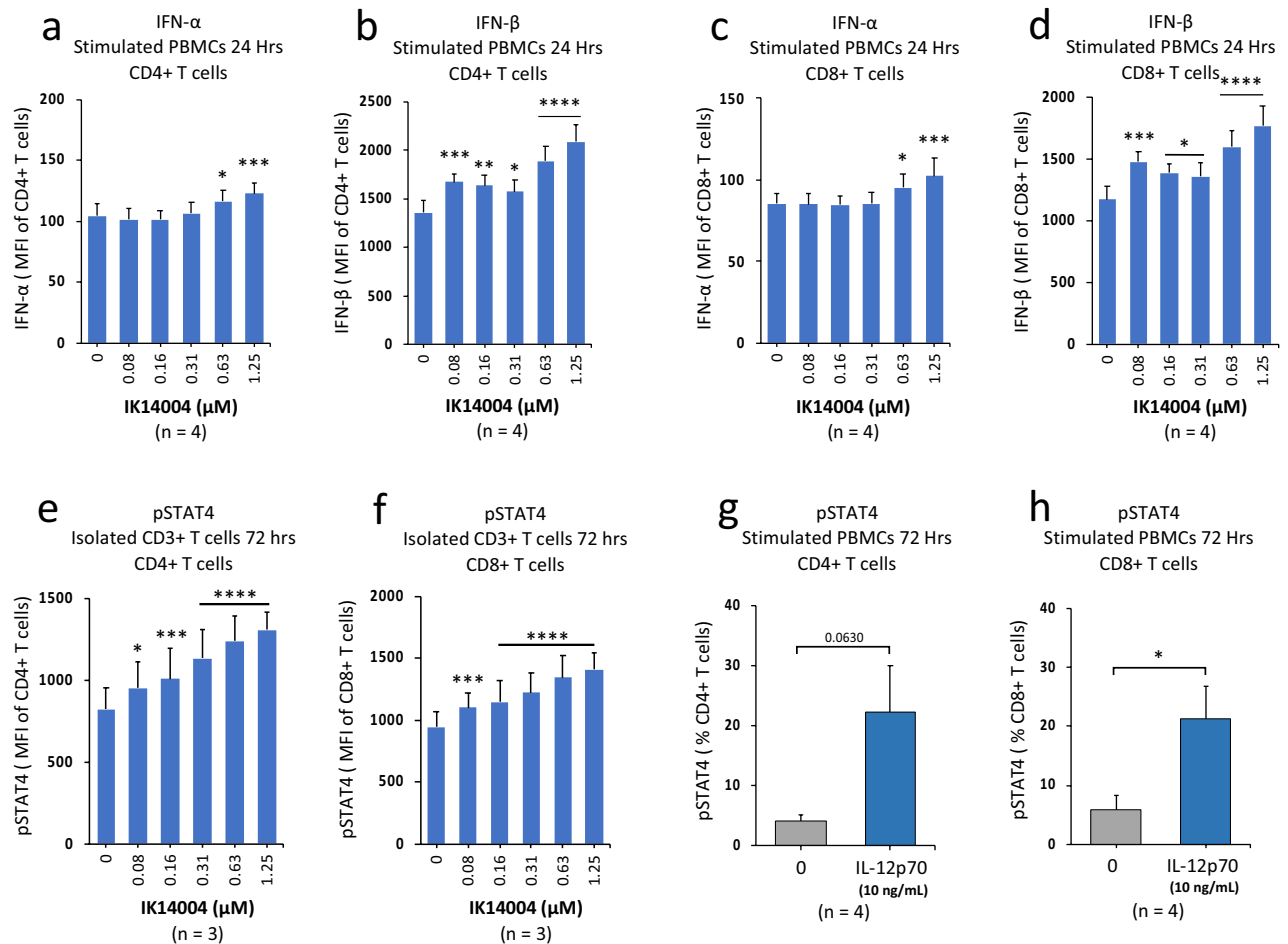 a
IFN-α
Stimulated PBMCs 24 Hrs
CD4+ T cells
IFN-α ( MFI of CD4+ T cells)
200
150
100
50
0
*
***
0
0.08
0.16
0.31
0.63
1.25
IK14004 (μM)
(n = 4)
b
IFN-β
Stimulated PBMCs 24 Hrs
CD4+ T cells
IFN-β ( MFI of CD4+ T cells)
2500
2000
1500
1000
500
0
***
**
*
****
0
0.08
0.16
0.31
0.63
1.25
IK14004 (μM)
(n = 4)
c
IFN-α
Stimulated PBMCs 24 Hrs
CD8+ T cells
IFN-α ( MFI of CD8+ T cells)
150
100
50
0
*
***
0
0.08
0.16
0.31
0.63
1.25
IK14004 (μM)
(n = 4)
d
IFN-β
Stimulated PBMCs 24 Hrs
CD8+ T cells
IFN-β ( MFI of CD8+ T cells)
2000
1500
1000
500
0
***
*
****
0
0.08
0.16
0.31
0.63
1.25
IK14004 (μM)
(n = 4)
e
pSTAT4
Isolated CD3+ T cells 72 hrs
CD4+ T cells
pSTAT4 ( MFI of CD4+ T cells)
1500
1000
500
0
*
***
****
0
0.08
0.16
0.31
0.63
1.25
IK14004 (μM)
(n = 3)
f
pSTAT4
Isolated CD3+ T cells 72 hrs
CD8+ T cells
pSTAT4 ( MFI of CD8+ T cells)
2000
1500
1000
500
0
***
****
0
0.08
0.16
0.31
0.63
1.25
IK14004 (μM)
(n = 3)
g
pSTAT4
Stimulated PBMCs 72 Hrs
CD4+ T cells
pSTAT4 ( % CD4+ T cells)
40
30
20
10
0
0.0630
0
IL-12p70
(10 ng/mL)
(n = 4)
h
pSTAT4
Stimulated PBMCs 72 Hrs
CD8+ T cells
pSTAT4 ( % CD8+ T cells)
40
30
20
10
0
*
0
IL-12p70
(10 ng/mL)
(n = 4)